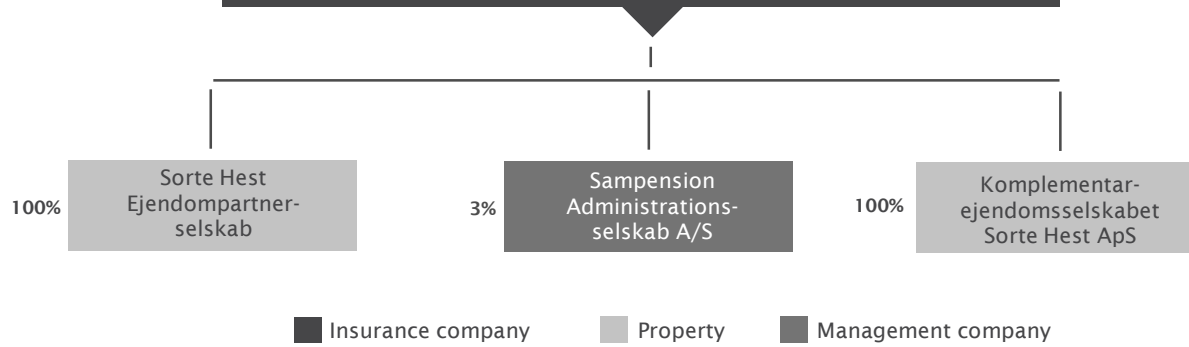 100%
Sorte Hest
Ejendompartner-
selskab
3%
Sampension
Administrations-
selskab A/S
100%
Komplementar-
ejendomsselskabet
Sorte Hest ApS
Insurance company
Property
Management company